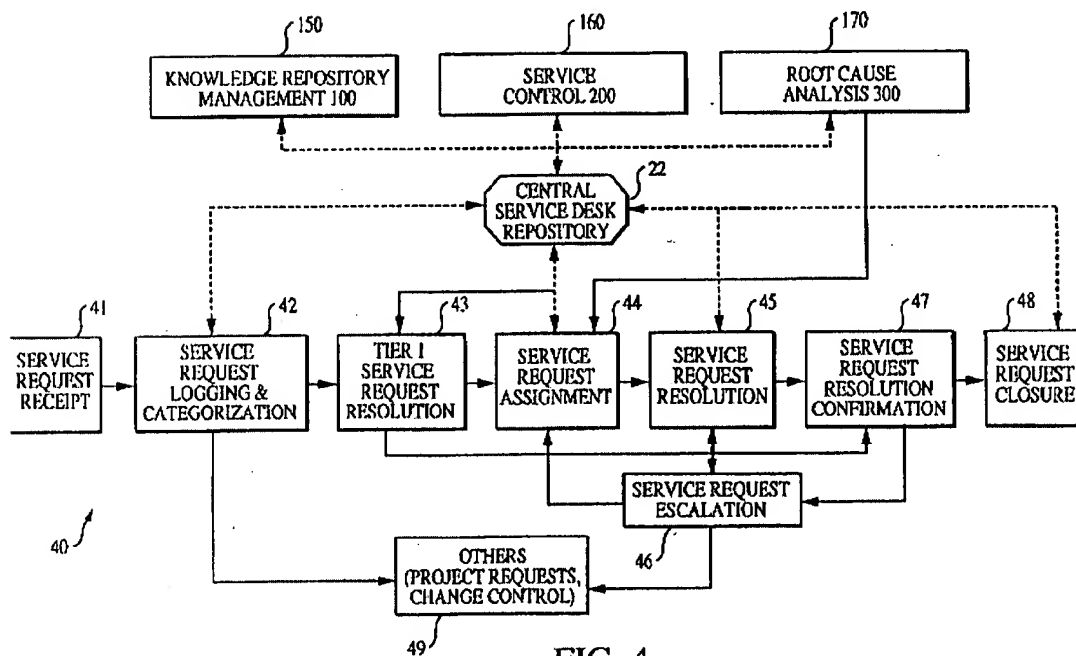 150
160
170
KNOWLEDGE REPOSITORY
MANAGEMENT 100
SERVICE
CONTROL 200
ROOT CAUSE
ANALYSIS 300
22
CENTRAL
SERVICE DESK
REPOSITORY
41
42
43
44
45
47
48
SERVICE
REQUEST
RECEIPT
SERVICE
REQUEST
LOGGING &
CATEGORIZATION
TIER 1
SERVICE
REQUEST
RESOLUTION
SERVICE
REQUEST
ASSIGNMENT
SERVICE
REQUEST
RESOLUTION
SERVICE
REQUEST
RESOLUTION
CONFIRMATION
SERVICE
REQUEST
CLOSURE
SERVICE REQUEST
ESCALATION
46
40
OTHERS
(PROJECT REQUESTS,
CHANGE CONTROL)
49
FIG. 4